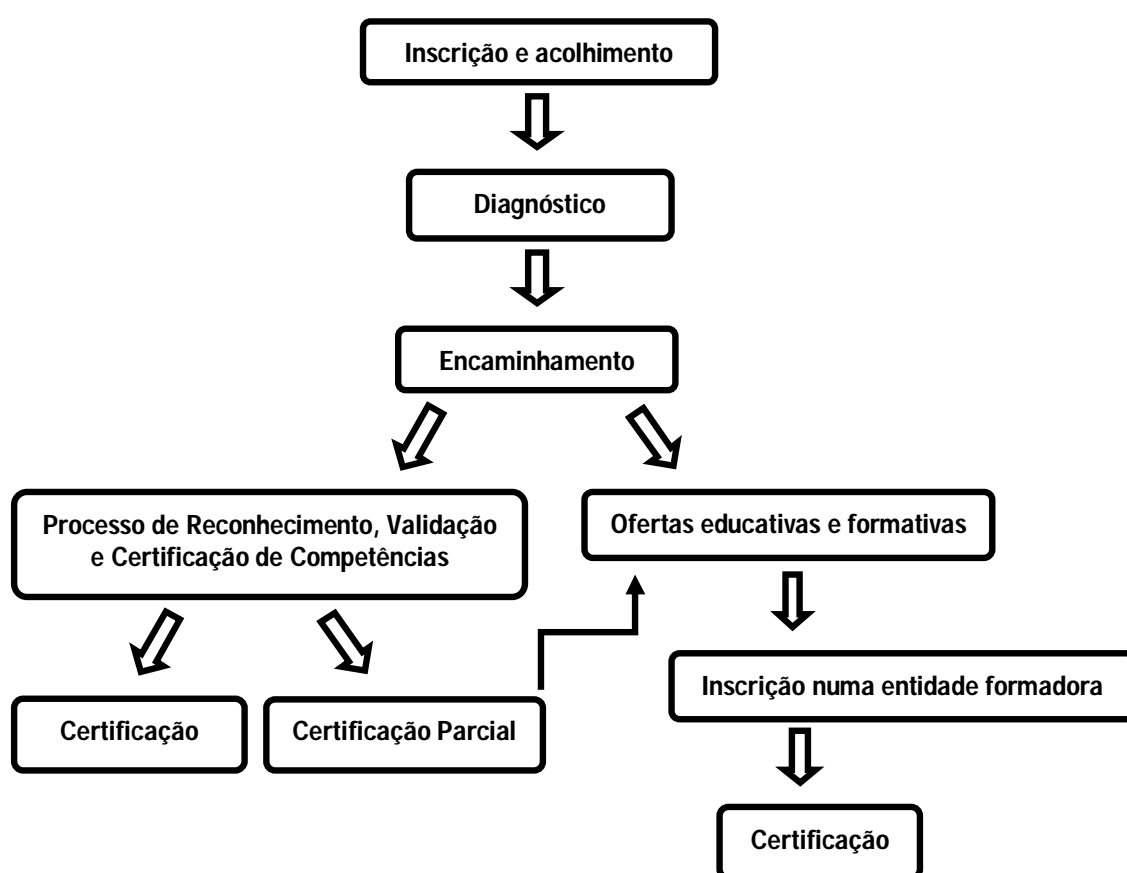 Inscrição e acolhimento
Diagnóstico
Encaminhamento
Processo de Reconhecimento, Validação
e Certificação de Competências
Ofertas educativas e formativas
Inscrição numa entidade formadora
Certificação
Certificação Parcial
Certificação